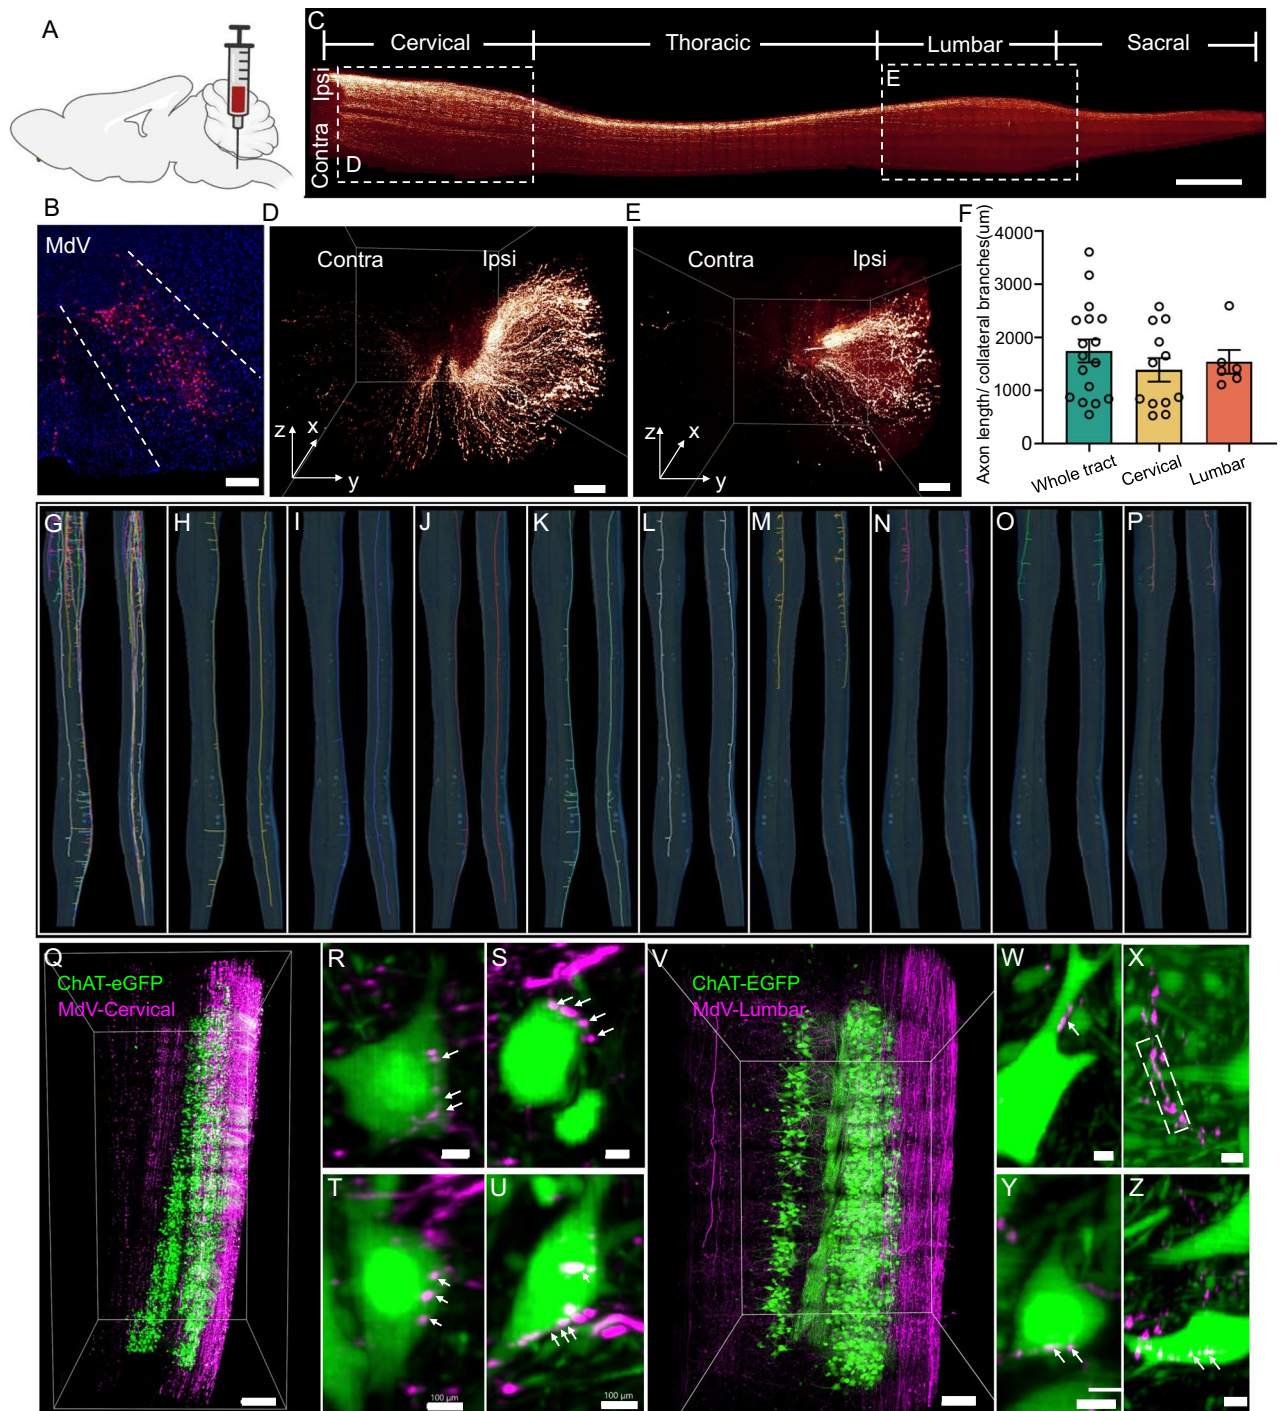 A
C
Cervical
Thoracic
Lumbar
Sacral
Ipsi
Contra
D
E
B
MdV
D
Contra
Ipsi
z
x
y
E
Contra
Ipsi
z
x
y
F
Axon length/ collateral branches(um)
4000
3000
2000
1000
0
Whole tract
Cervical
Lumbar
G
H
I
J
K
L
M
N
O
P
Q
ChAT-eGFP
MdV-Cervical
R
S
T
100 µm
U
100 µm
V
ChAT-EGFP
MdV-Lumbar
W
X
Y
Z